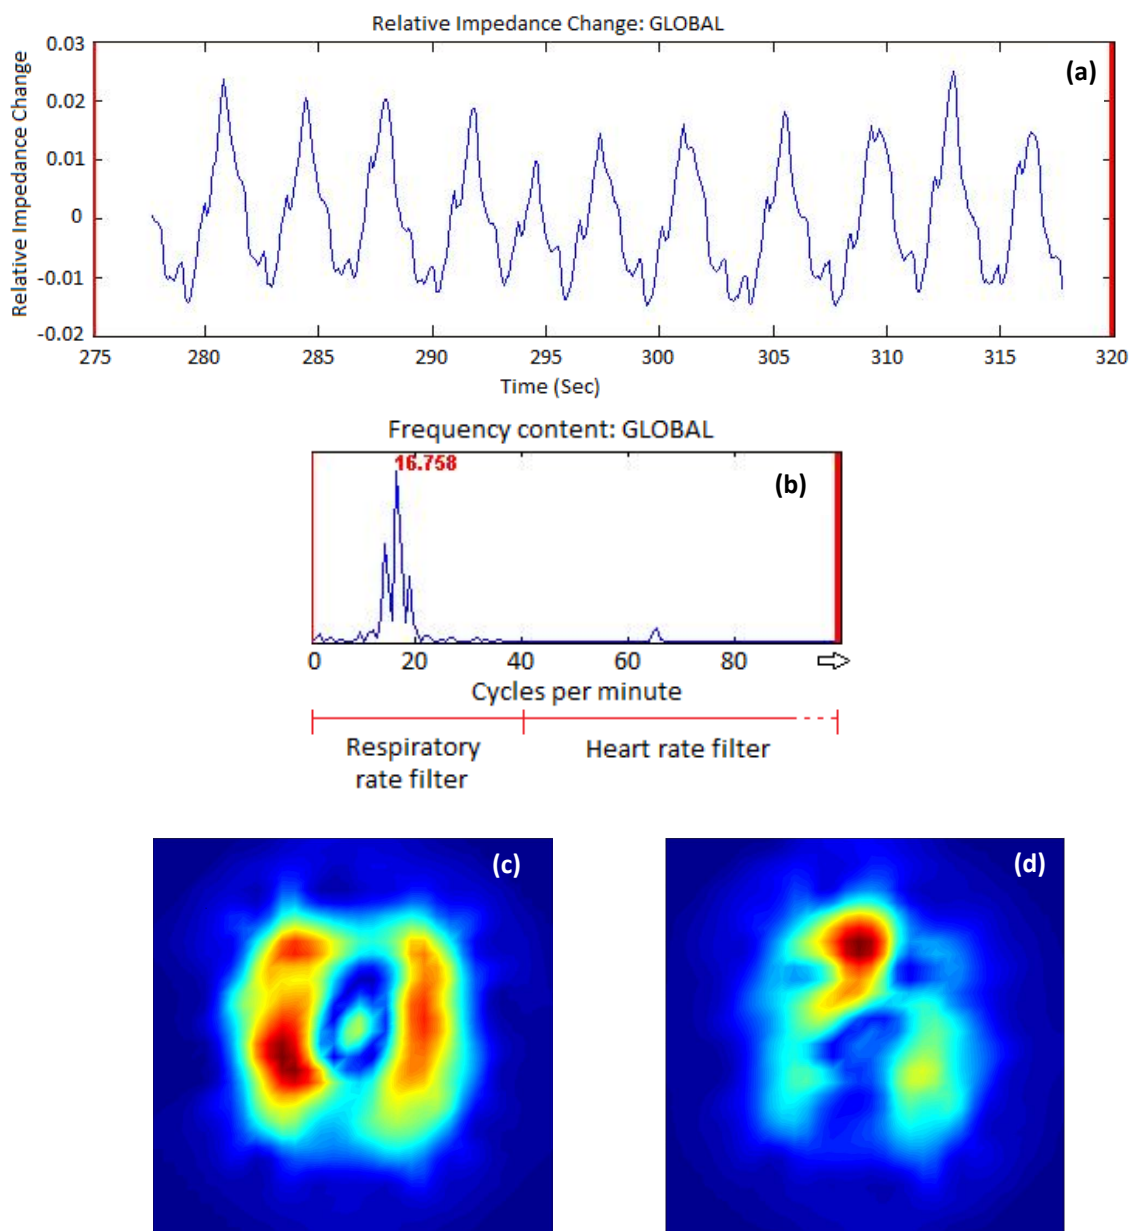 Relative Impedance Change: GLOBAL
(a)
Relative Impedance Change
0.03
0.02
0.01
0
-0.01
-0.02
275 280 285 290 295 300 305 310 315 320
Time (Sec)
Frequency content: GLOBAL
16.758
(b)
0 20 40 60 80
Cycles per minute
Respiratory
rate filter
Heart rate filter
(c)
(d)